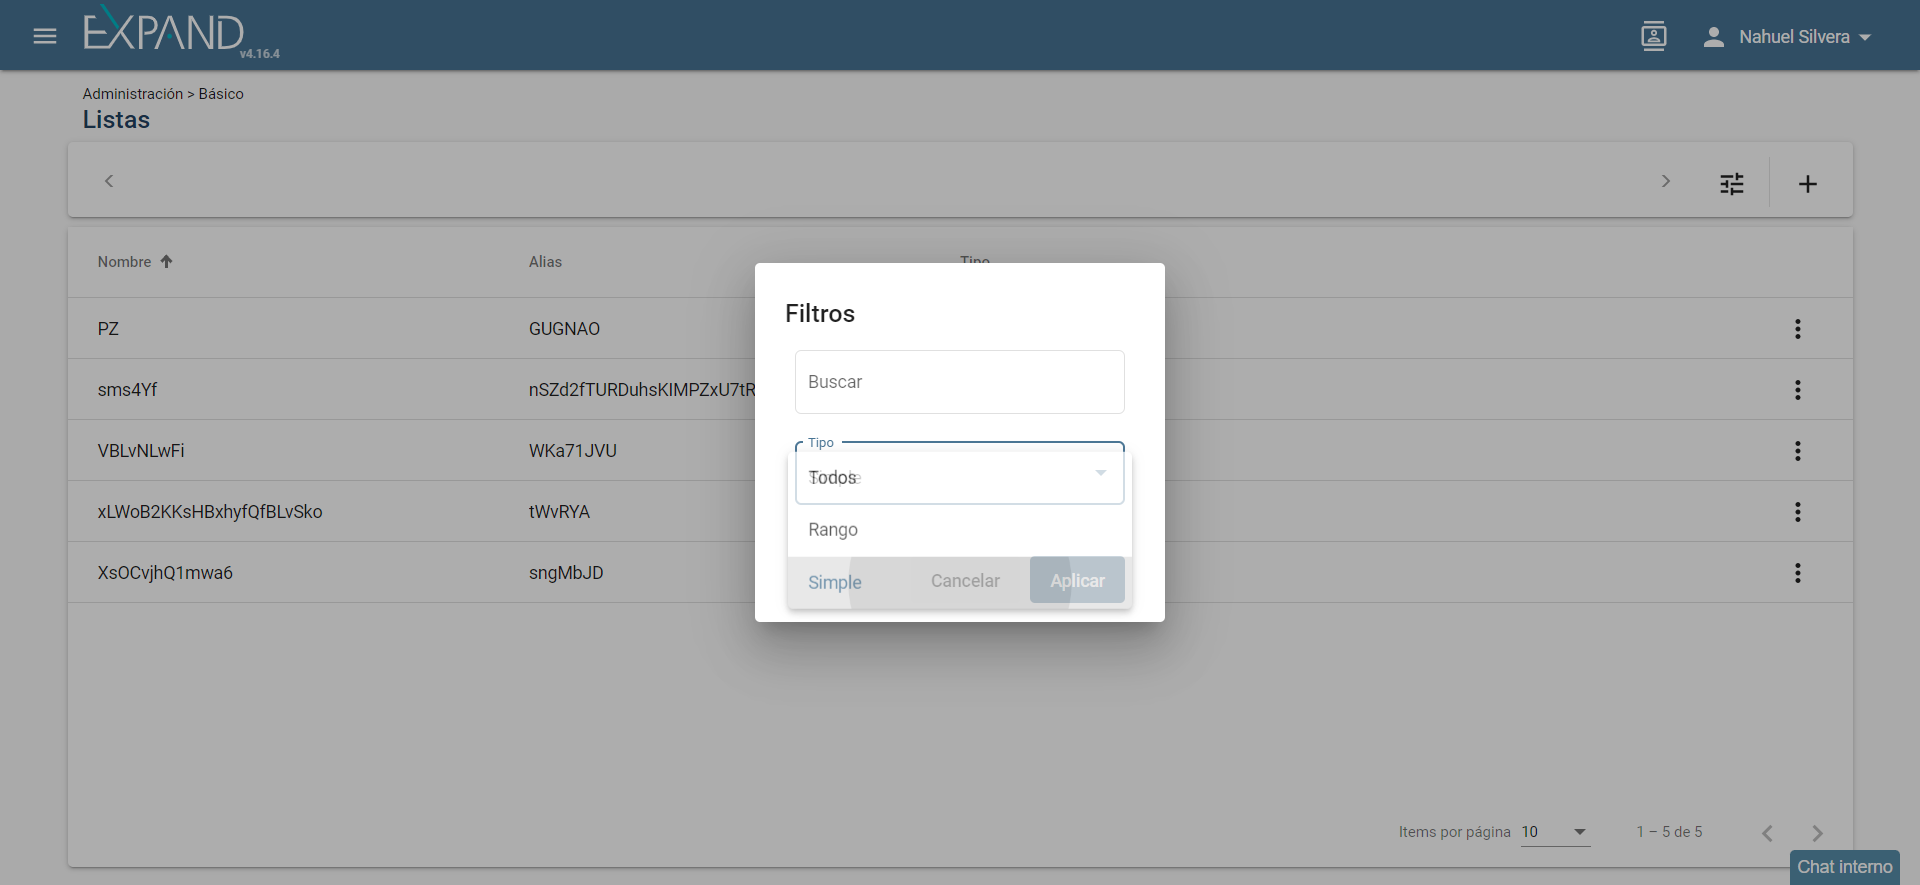 EXPAND
v4.16.4
Nahuel Silvera
Administración > Básico
Listas
Nombre Alias Tipo
PZ GUGNAO
sms4Yf nSZd2fTURDuhsKIMPZxU7tR
VBLvNLwFi WKa71JVU
xLWoB2KKsHBxhyfQfBLvSko tWvRYA
XsOCvjhQ1mwa6 sngMbJD
Filtros
Buscar
Tipo
Simple
Todos
Rango
Simple
Cancelar Aplicar
Items por página 10 1 – 5 de 5
Chat interno